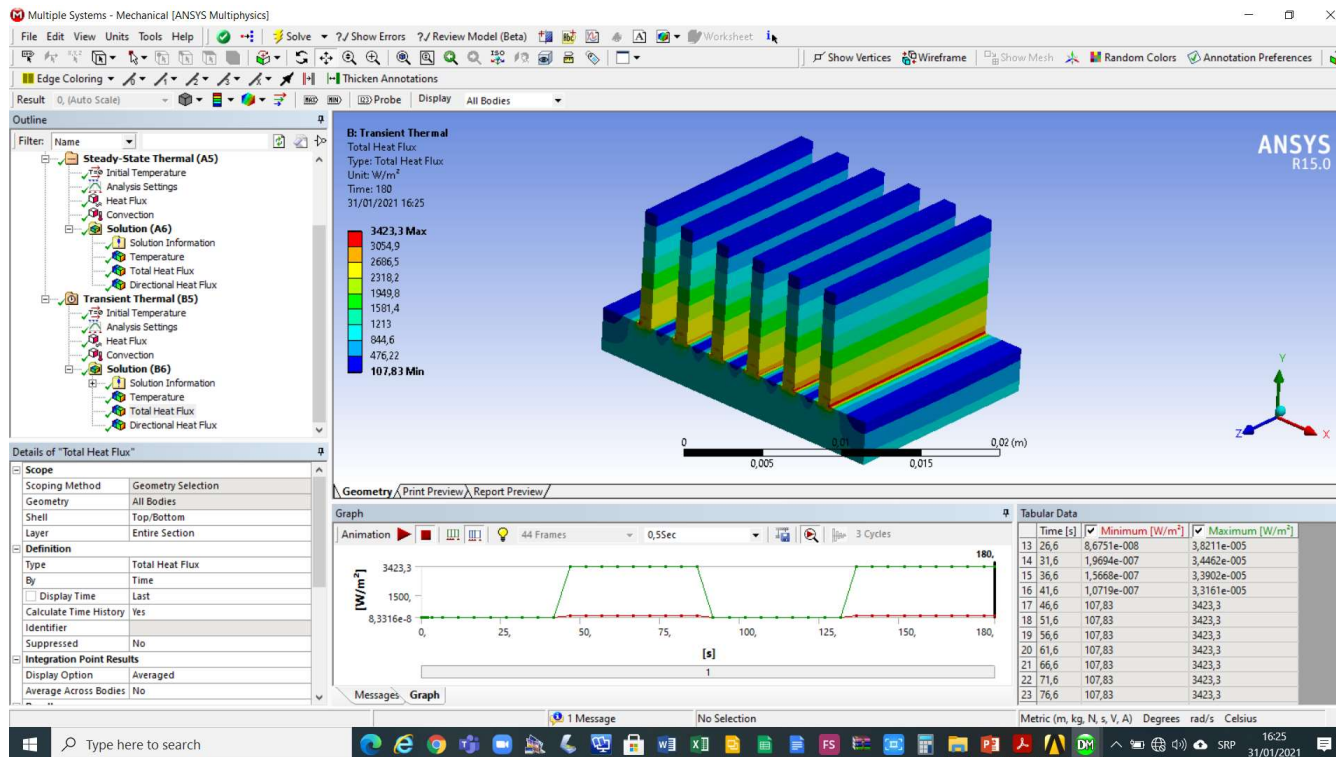 Multiple Systems - Mechanical [ANSYS Multiphysics]
File Edit View Units Tools Help Solve ?/ Show Errors ?/ Review Model (Beta) A Worksheet i
Show Vertices Wireframe Show Mesh Random Colors Annotation Preferences
Edge Coloring Thicken Annotations
Result 0, (Auto Scale) MAX MIN Probe Display All Bodies
Outline
Filter: Name
Steady-State Thermal (A5)
Initial Temperature
Analysis Settings
Heat Flux
Convection
Solution (A6)
Solution Information
Temperature
Total Heat Flux
Directional Heat Flux
Transient Thermal (B5)
Initial Temperature
Analysis Settings
Heat Flux
Convection
Solution (B6)
Solution Information
Temperature
Total Heat Flux
Directional Heat Flux
Details of "Total Heat Flux"
Scope
Scoping Method Geometry Selection
Geometry All Bodies
Shell Top/Bottom
Layer Entire Section
Definition
Type Total Heat Flux
By Time
Display Time Last
Calculate Time History Yes
Identifier
Suppressed No
Integration Point Results
Display Option Averaged
Average Across Bodies No
B: Transient Thermal
Total Heat Flux
Type: Total Heat Flux
Unit: W/m²
Time: 180
31/01/2021 16:25
3423,3 Max
3054,9
2686,5
2318,2
1949,8
1581,4
1213
844,6
476,22
107,83 Min
ANSYS
R15.0
Y
Z X
0 0,01 0,02 (m)
0,005 0,015
Geometry Print Preview Report Preview
Graph
Animation 44 Frames 0,5Sec 3 Cycles
180,
3423,3
1500,
8,3316e-8
[W/m²]
0, 25, 50, 75, 100, 125, 150, 180,
[s]
1
Messages Graph
Tabular Data
Time [s] Minimum [W/m²] Maximum [W/m²]
13 26,6 8,6751e-008 3,8211e-005
14 31,6 1,9694e-007 3,4462e-005
15 36,6 1,5668e-007 3,3902e-005
16 41,6 1,0719e-007 3,3161e-005
17 46,6 107,83 3423,3
18 51,6 107,83 3423,3
19 56,6 107,83 3423,3
20 61,6 107,83 3423,3
21 66,6 107,83 3423,3
22 71,6 107,83 3423,3
23 76,6 107,83 3423,3
1 Message No Selection Metric (m, kg, N, s, V, A) Degrees rad/s Celsius
Type here to search
FS DM SRP 16:25
31/01/2021